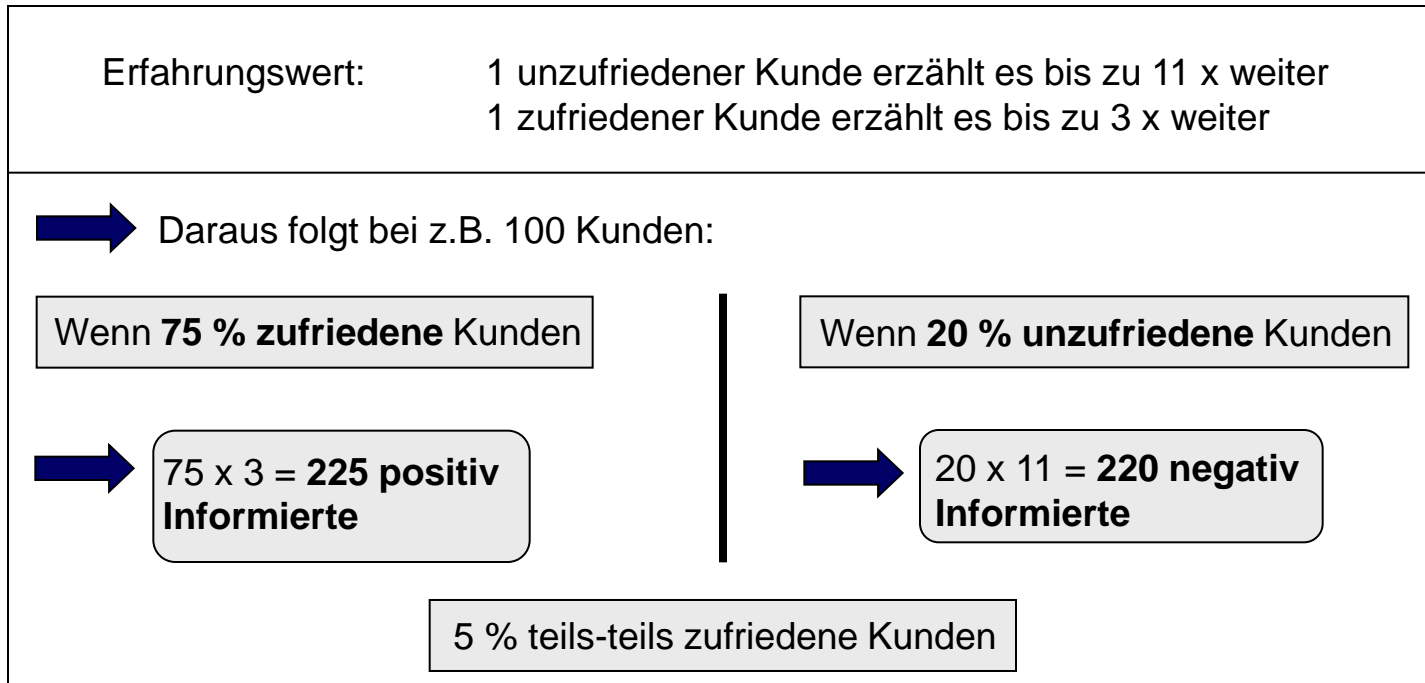 Erfahrungswert: 1 unzufriedener Kunde erzählt es bis zu 11 x weiter
1 zufriedener Kunde erzählt es bis zu 3 x weiter
Daraus folgt bei z.B. 100 Kunden:
Wenn 75 % zufriedene Kunden
75 x 3 = 225 positiv
Informierte
Wenn 20 % unzufriedene Kunden
20 x 11 = 220 negativ
Informierte
5 % teils-teils zufriedene Kunden